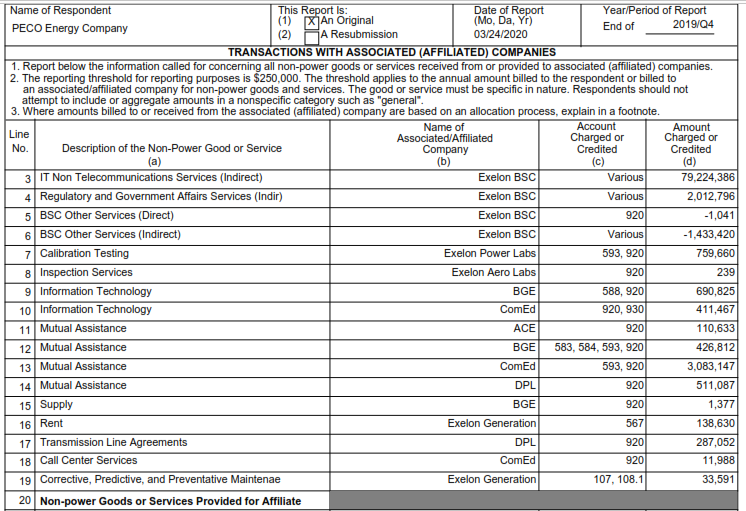 Name of Respondent
PECO Energy Company
This Report Is:
(1) X An Original
(2) A Resubmission
Date of Report
(Mo, Da, Yr)
03/24/2020
Year/Period of Report
End of 2019/Q4
TRANSACTIONS WITH ASSOCIATED (AFFILIATED) COMPANIES
1. Report below the information called for concerning all non-power goods or services received from or provided to associated (affiliated) companies.
2. The reporting threshold for reporting purposes is $250,000. The threshold applies to the annual amount billed to the respondent or billed to
an associated/affiliated company for non-power goods and services. The good or service must be specific in nature. Respondents should not
attempt to include or aggregate amounts in a nonspecific category such as "general".
3. Where amounts billed to or received from the associated (affiliated) company are based on an allocation process, explain in a footnote.
Line
No.
Description of the Non-Power Good or Service
(a)
Name of
Associated/Affiliated
Company
(b)
Account
Charged or
Credited
(c)
Amount
Charged or
Credited
(d)
3 IT Non Telecommunications Services (Indirect) Exelon BSC Various 79,224,386
4 Regulatory and Government Affairs Services (Indir) Exelon BSC Various 2,012,796
5 BSC Other Services (Direct) Exelon BSC 920 -1,041
6 BSC Other Services (Indirect) Exelon BSC Various -1,433,420
7 Calibration Testing Exelon Power Labs 593, 920 759,660
8 Inspection Services Exelon Aero Labs 920 239
9 Information Technology BGE 588, 920 690,825
10 Information Technology ComEd 920, 930 411,467
11 Mutual Assistance ACE 920 110,633
12 Mutual Assistance BGE 583, 584, 593, 920 426,812
13 Mutual Assistance ComEd 593, 920 3,083,147
14 Mutual Assistance DPL 920 511,087
15 Supply BGE 920 1,377
16 Rent Exelon Generation 567 138,630
17 Transmission Line Agreements DPL 920 287,052
18 Call Center Services ComEd 920 11,988
19 Corrective, Predictive, and Preventative Maintenae Exelon Generation 107, 108.1 33,591
20 Non-power Goods or Services Provided for Affiliate